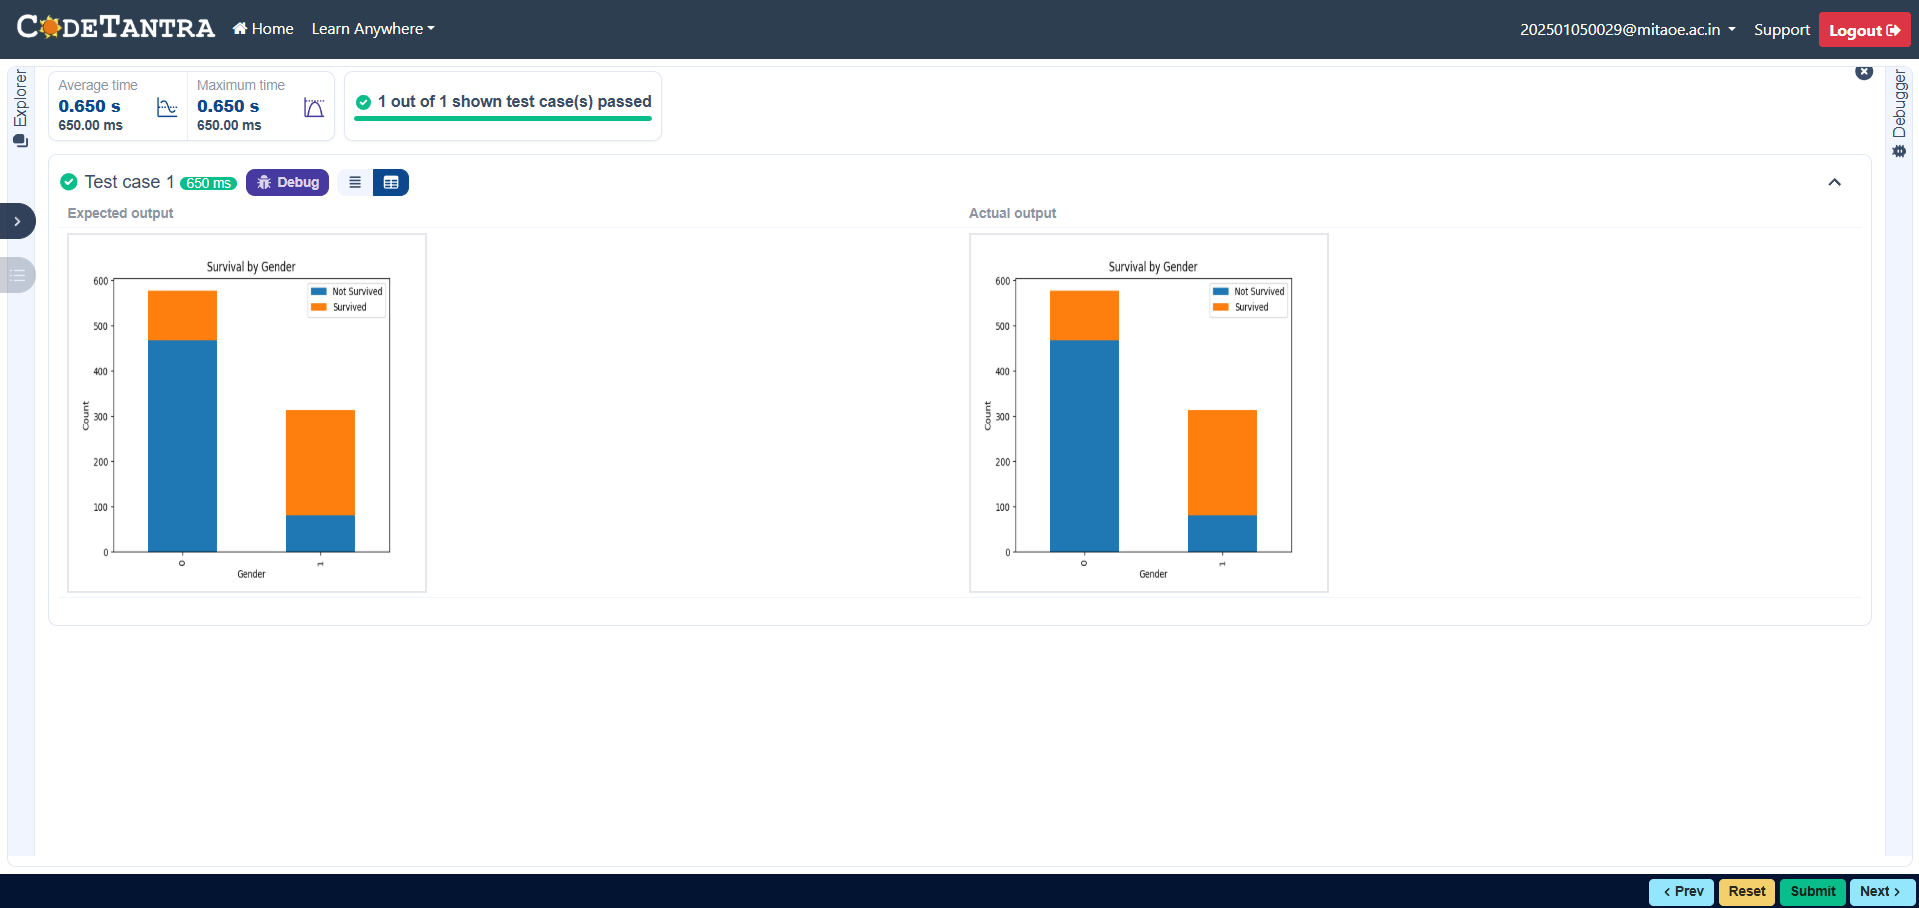 CODETANTRA Home Learn Anywhere 202501050029@mitaoe.ac.in Support Logout
Explorer
Average time
0.650 s
650.00 ms
Maximum time
0.650 s
650.00 ms
1 out of 1 shown test case(s) passed
Debugger
Test case 1 650 ms Debug
Expected output
Survival by Gender
Not Survived
Survived
600
500
400
300
200
100
0
Count
0 1
Gender
Actual output
Survival by Gender
Not Survived
Survived
600
500
400
300
200
100
0
Count
0 1
Gender
Prev Reset Submit Next